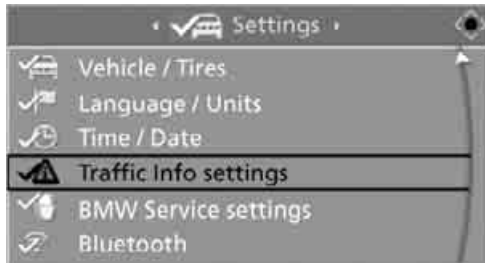 Settings
Vehicle / Tires
Language / Units
Time / Date
Traffic Info settings
BMW Service settings
Bluetooth